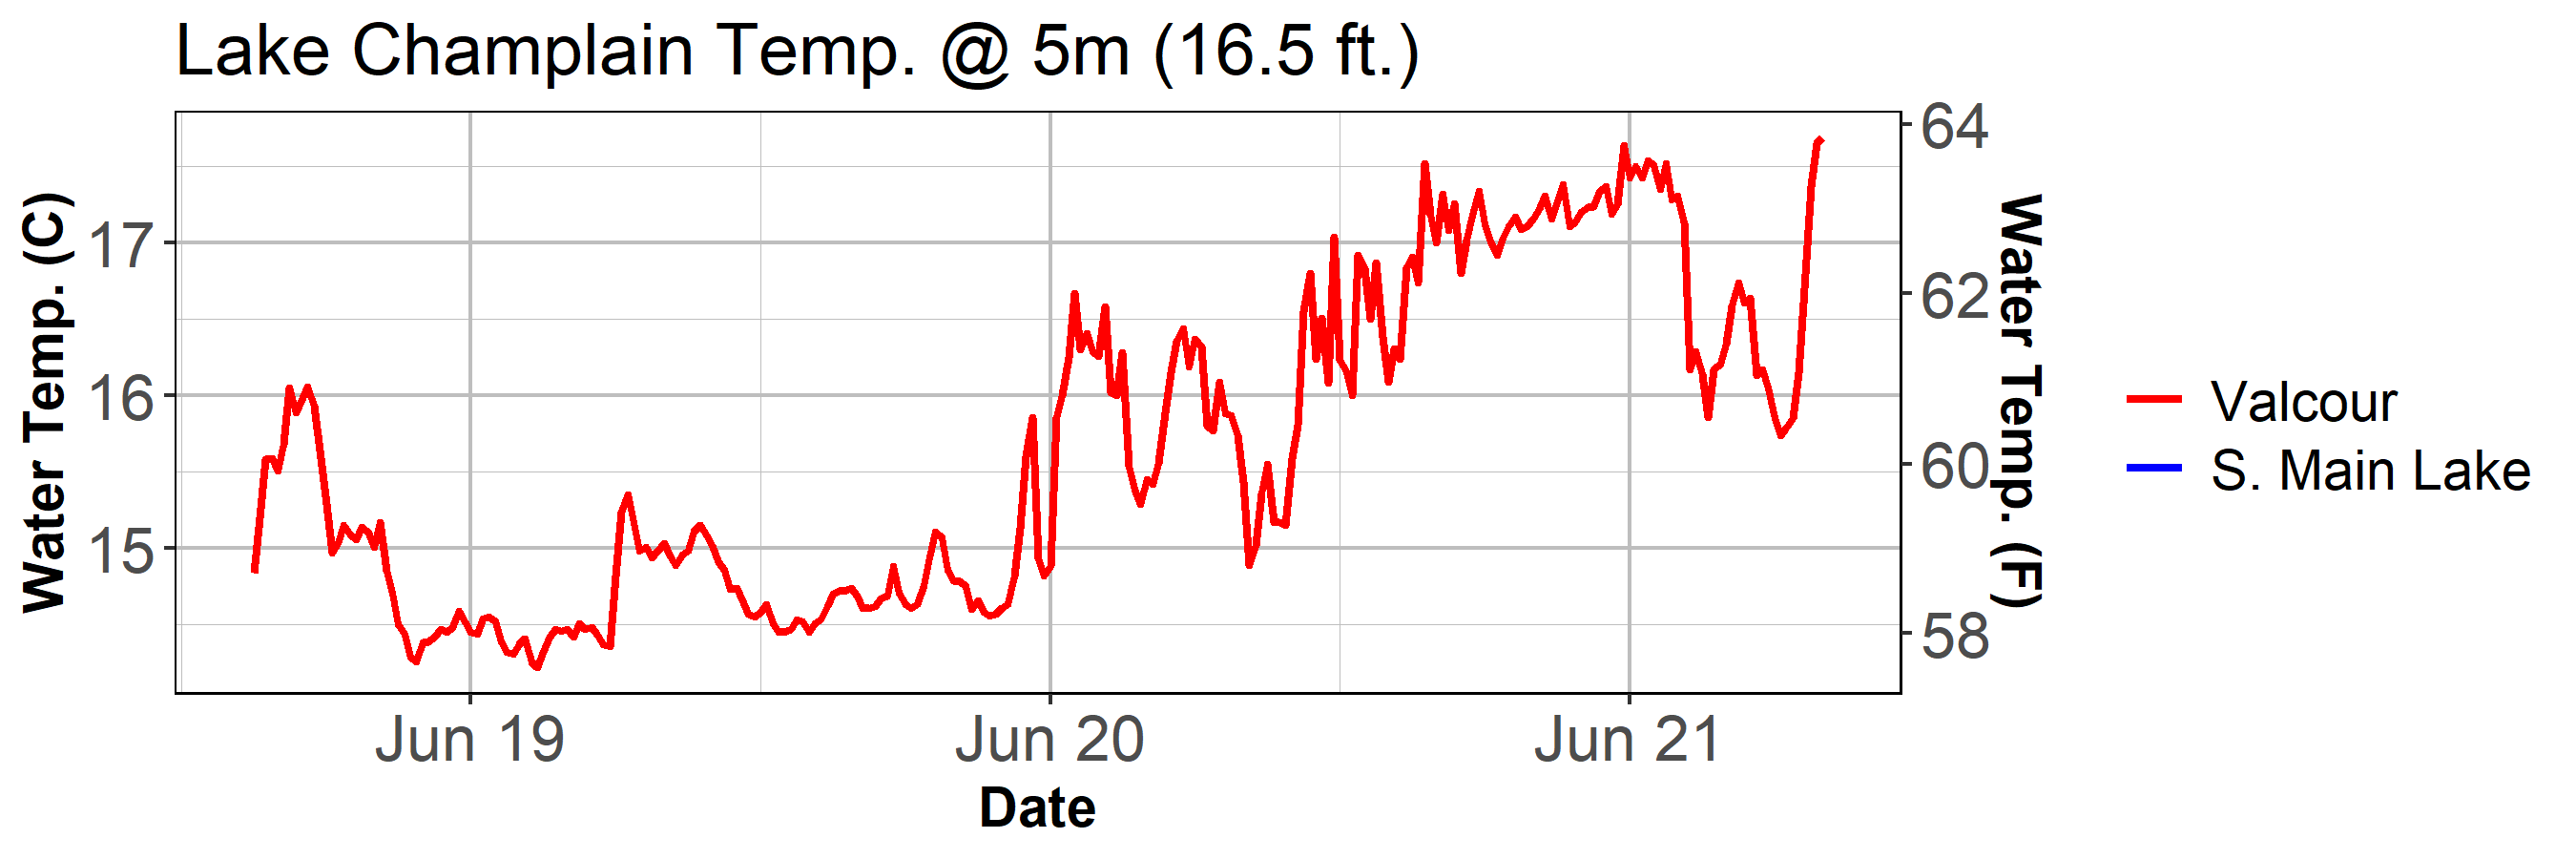 Lake Champlain Temp. @ 5m (16.5 ft.)
Water Temp. (C)
17
16
15
64
62
60
58
Water Temp. (F)
Jun 19
Jun 20
Jun 21
Date
Valcour
S. Main Lake